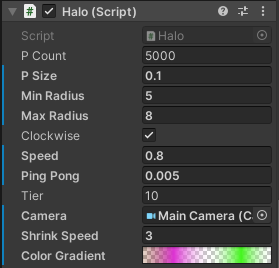 Halo (Script)
Script Halo
P Count 5000
P Size 0.1
Min Radius 5
Max Radius 8
Clockwise
Speed 0.8
Ping Pong 0.005
Tier 10
Camera Main Camera (C
Shrink Speed 3
Color Gradient